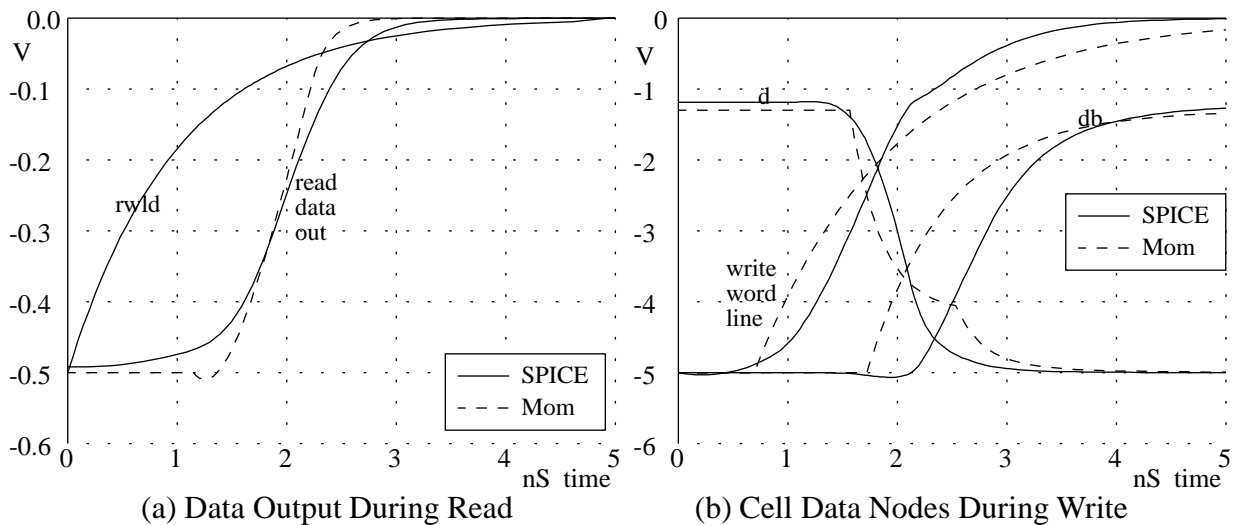 0.0
V
-0.1
-0.2
-0.3
-0.4
-0.5
-0.6
rwld
read
data
out
SPICE
Mom
0 1 2 3 4 5
nS time
(a) Data Output During Read
0
V
-1
-2
-3
-4
-5
-6
d
db
write
word
line
SPICE
Mom
0 1 2 3 4 5
nS time
(b) Cell Data Nodes During Write